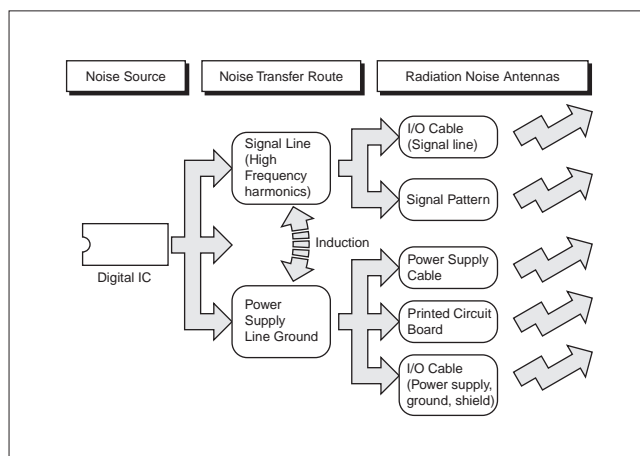 Noise Source
Noise Transfer Route
Radiation Noise Antennas
Signal Line
(High
Frequency
harmonics)
I/O Cable
(Signal line)
Signal Pattern
Induction
Digital IC
Power
Supply
Line Ground
Power Supply
Cable
Printed Circuit
Board
I/O Cable
(Power supply,
ground, shield)